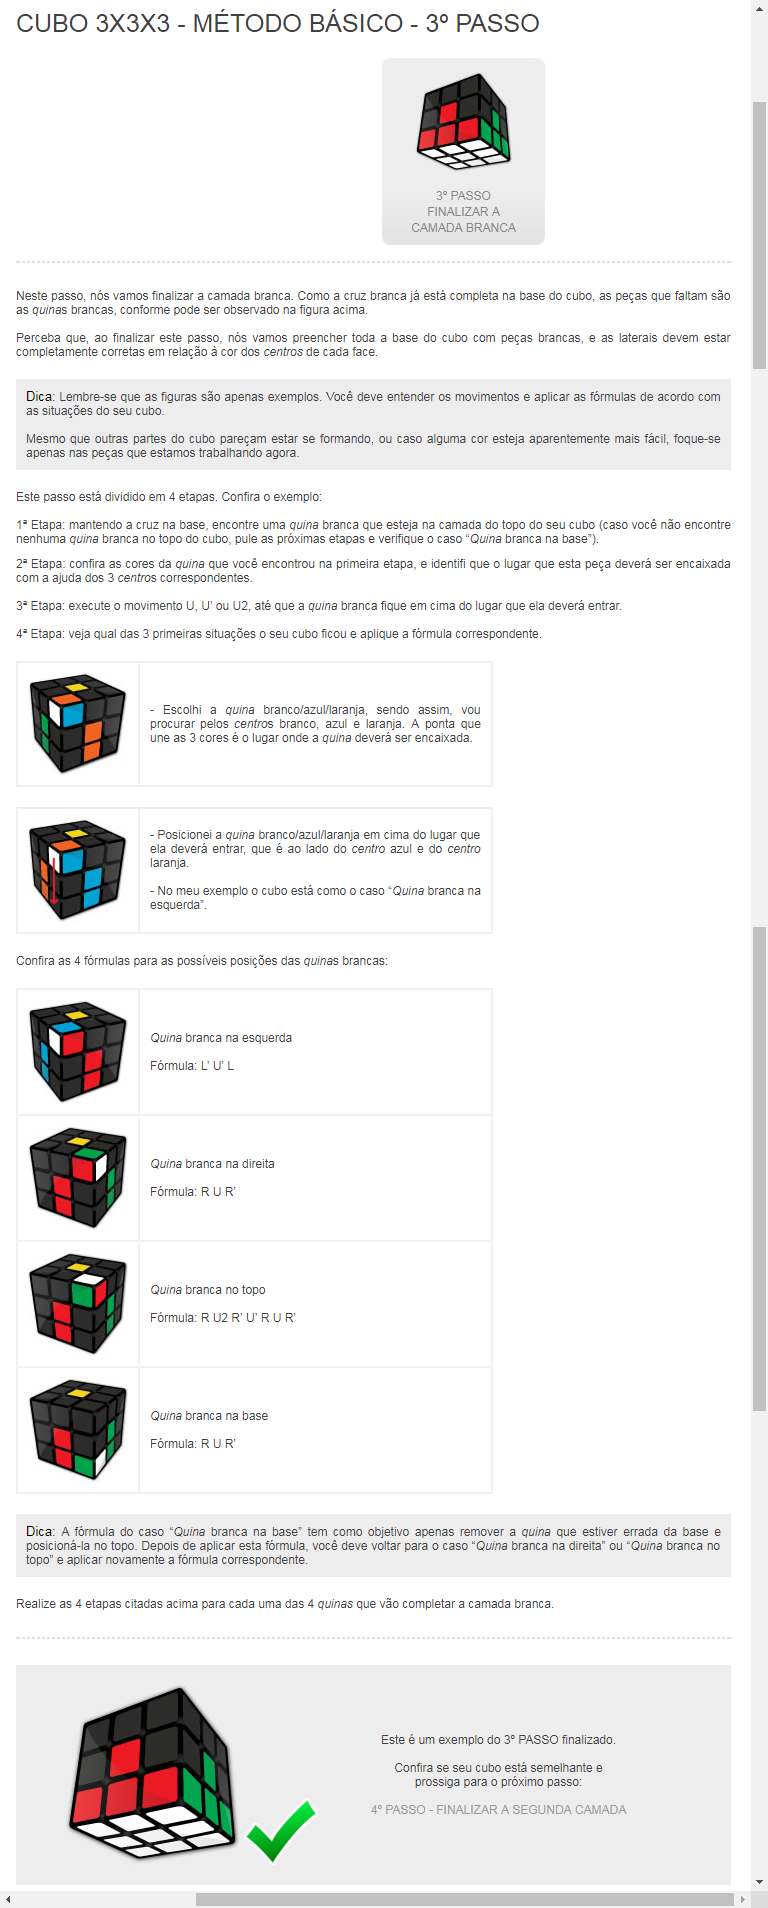 CUBO 3X3X3 - MÉTODO BÁSICO - 3º PASSO
3º PASSO
FINALIZAR A
CAMADA BRANCA
Neste passo, nós vamos finalizar a camada branca. Como a cruz branca já está completa na base do cubo, as peças que faltam são
as quinas brancas, conforme pode ser observado na figura acima.
Perceba que, ao finalizar este passo, nós vamos preencher toda a base do cubo com peças brancas, e as laterais devem estar
completamente corretas em relação à cor dos centros de cada face.
Dica: Lembre-se que as figuras são apenas exemplos. Você deve entender os movimentos e aplicar as fórmulas de acordo com
as situações do seu cubo.
Mesmo que outras partes do cubo pareçam estar se formando, ou caso alguma cor esteja aparentemente mais fácil, foque-se
apenas nas peças que estamos trabalhando agora.
Este passo está dividido em 4 etapas. Confira o exemplo:
1ª Etapa: mantendo a cruz na base, encontre uma quina branca que esteja na camada do topo do seu cubo (caso você não encontre
nenhuma quina branca no topo do cubo, pule as próximas etapas e verifique o caso “Quina branca na base”).
2ª Etapa: confira as cores da quina que você encontrou na primeira etapa, e identifi que o lugar que esta peça deverá ser encaixada
com a ajuda dos 3 centros correspondentes.
3ª Etapa: execute o movimento U, U’ ou U2, até que a quina branca fique em cima do lugar que ela deverá entrar.
4ª Etapa: veja qual das 3 primeiras situações o seu cubo ficou e aplique a fórmula correspondente.
- Escolhi a quina branco/azul/laranja, sendo assim, vou
procurar pelos centros branco, azul e laranja. A ponta que
une as 3 cores é o lugar onde a quina deverá ser encaixada.
- Posicionei a quina branco/azul/laranja em cima do lugar que
ela deverá entrar, que é ao lado do centro azul e do centro
laranja.
- No meu exemplo o cubo está como o caso “Quina branca na
esquerda”.
Confira as 4 fórmulas para as possíveis posições das quinas brancas:
Quina branca na esquerda
Fórmula: L’ U’ L
Quina branca na direita
Fórmula: R U R’
Quina branca no topo
Fórmula: R U2 R’ U’ R U R’
Quina branca na base
Fórmula: R U R’
Dica: A fórmula do caso “Quina branca na base” tem como objetivo apenas remover a quina que estiver errada da base e
posicioná-la no topo. Depois de aplicar esta fórmula, você deve voltar para o caso “Quina branca na direita” ou “Quina branca no
topo” e aplicar novamente a fórmula correspondente.
Realize as 4 etapas citadas acima para cada uma das 4 quinas que vão completar a camada branca.
Este é um exemplo do 3º PASSO finalizado.
Confira se seu cubo está semelhante e
prossiga para o próximo passo:
4º PASSO - FINALIZAR A SEGUNDA CAMADA